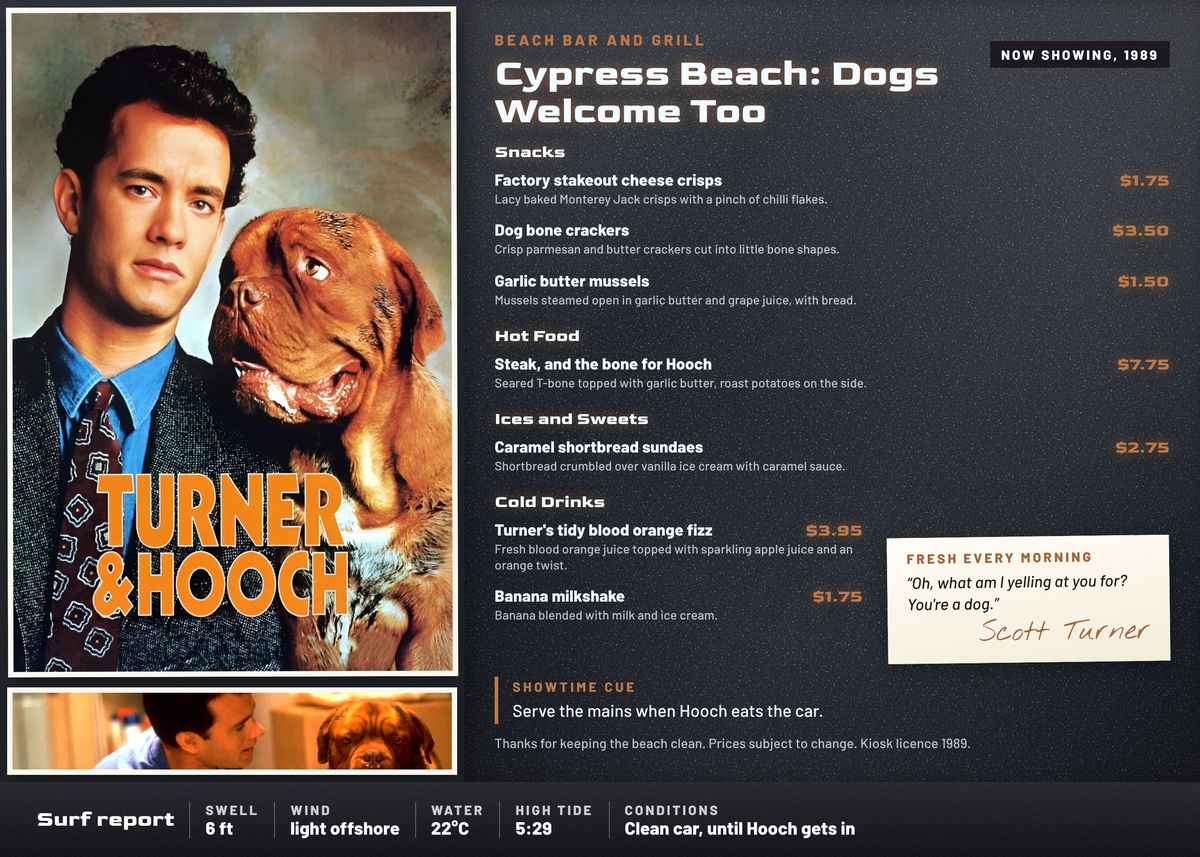 TURNER
&HOOCH
BEACH BAR AND GRILL
NOW SHOWING, 1989
Cypress Beach: Dogs
Welcome Too
Snacks
Factory stakeout cheese crisps $1.75
Lacy baked Monterey Jack crisps with a pinch of chilli flakes.
Dog bone crackers $3.50
Crisp parmesan and butter crackers cut into little bone shapes.
Garlic butter mussels $1.50
Mussels steamed open in garlic butter and grape juice, with bread.
Hot Food
Steak, and the bone for Hooch $7.75
Seared T-bone topped with garlic butter, roast potatoes on the side.
Ices and Sweets
Caramel shortbread sundaes $2.75
Shortbread crumbled over vanilla ice cream with caramel sauce.
Cold Drinks
Turner's tidy blood orange fizz $3.95
Fresh blood orange juice topped with sparkling apple juice and an
orange twist.
Banana milkshake $1.75
Banana blended with milk and ice cream.
FRESH EVERY MORNING
“Oh, what am I yelling at you for?
You're a dog.”
Scott Turner
SHOWTIME CUE
Serve the mains when Hooch eats the car.
Thanks for keeping the beach clean. Prices subject to change. Kiosk licence 1989.
Surf report
SWELL
6 ft
WIND
light offshore
WATER
22°C
HIGH TIDE
5:29
CONDITIONS
Clean car, until Hooch gets in